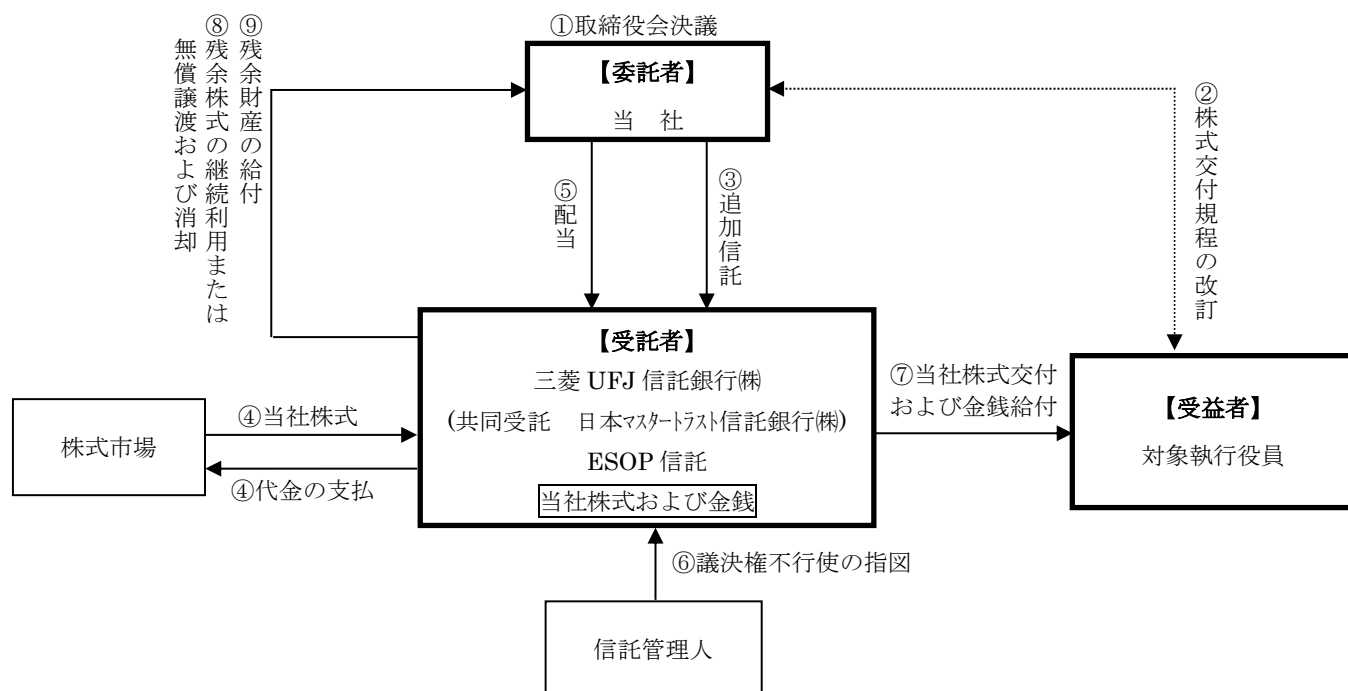 ①取締役会決議
【委託者】
当　社
⑨残余財産の給付
⑧残余株式の継続利用または
無償譲渡および消却
②株式交付規程の改訂
⑤配当
③追加信託
【受託者】
三菱 UFJ 信託銀行㈱
(共同受託　日本ﾏｽﾀｰﾄﾗｽﾄ信託銀行㈱)
ESOP 信託
当社株式および金銭
株式市場
④当社株式
④代金の支払
⑦当社株式交付
および金銭給付
【受益者】
対象執行役員
⑥議決権不行使の指図
信託管理人